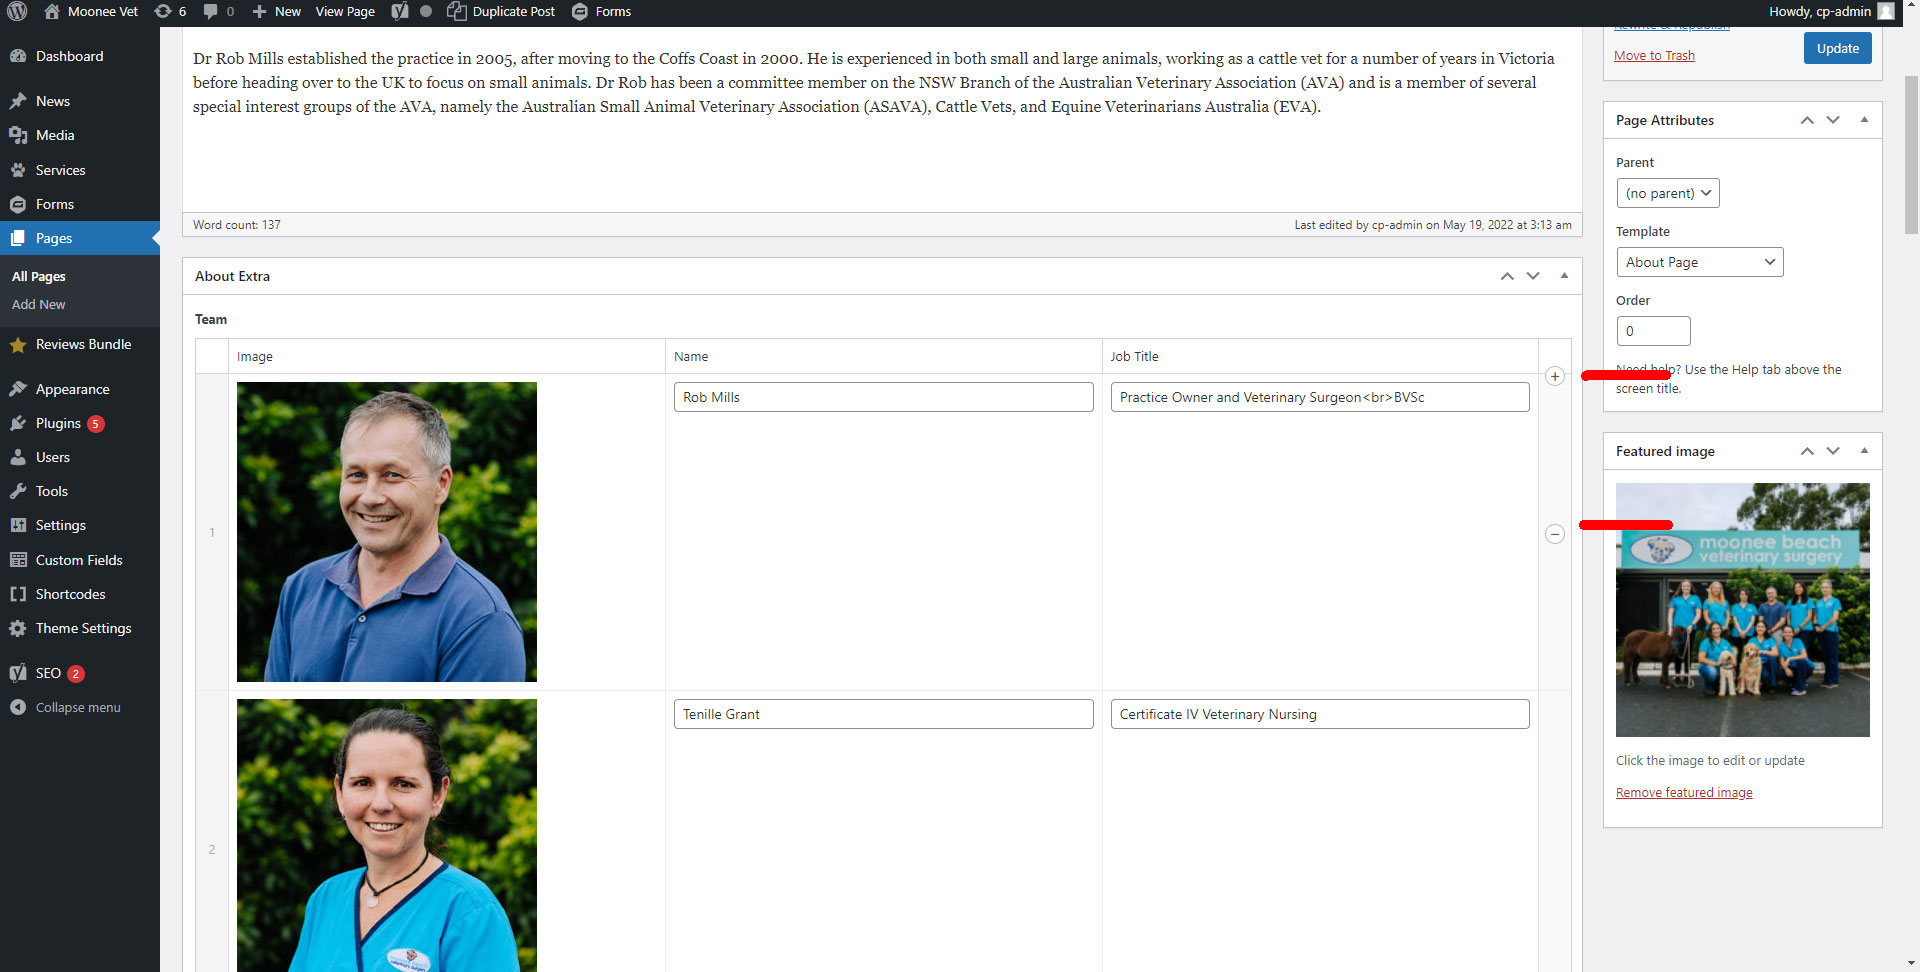 Moonee Vet 6 0 New View Page Duplicate Post Forms Howdy, cp-admin
Dashboard
News
Media
Services
Forms
Pages
All Pages
Add New
Reviews Bundle
Appearance
Plugins 5
Users
Tools
Settings
Custom Fields
Shortcodes
Theme Settings
SEO 2
Collapse menu
Dr Rob Mills established the practice in 2005, after moving to the Coffs Coast in 2000. He is experienced in both small and large animals, working as a cattle vet for a number of years in Victoria
before heading over to the UK to focus on small animals. Dr Rob has been a committee member on the NSW Branch of the Australian Veterinary Association (AVA) and is a member of several
special interest groups of the AVA, namely the Australian Small Animal Veterinary Association (ASAVA), Cattle Vets, and Equine Veterinarians Australia (EVA).
Word count: 137 Last edited by cp-admin on May 19, 2022 at 3:13 am
About Extra
Team
Image Name Job Title
1 Rob Mills Practice Owner and Veterinary Surgeon<br>BVSc
2 Tenille Grant Certificate IV Veterinary Nursing
moonee beach
veterinary surgery
Rewrite & Republish
Move to Trash Update
Page Attributes
Parent
(no parent)
Template
About Page
Order
0
Need help? Use the Help tab above the
screen title.
Featured image
moonee beach
veterinary surgery
Click the image to edit or update
Remove featured image